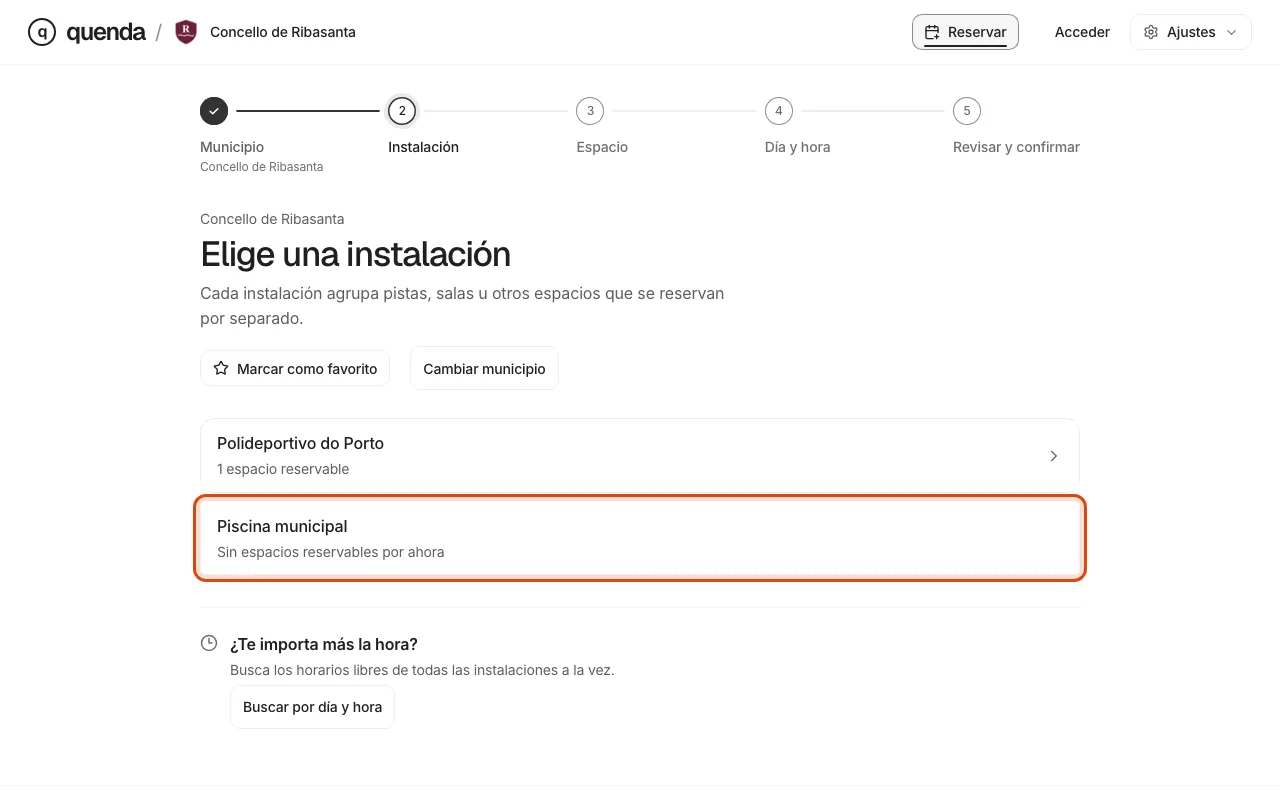 q quenda / R Concello de Ribasanta
Reservar
Acceder
Ajustes
2
3
4
5
Municipio
Concello de Ribasanta
Instalación
Espacio
Día y hora
Revisar y confirmar
Concello de Ribasanta
Elige una instalación
Cada instalación agrupa pistas, salas u otros espacios que se reservan
por separado.
Marcar como favorito
Cambiar municipio
Polideportivo do Porto
1 espacio reservable
Piscina municipal
Sin espacios reservables por ahora
¿Te importa más la hora?
Busca los horarios libres de todas las instalaciones a la vez.
Buscar por día y hora